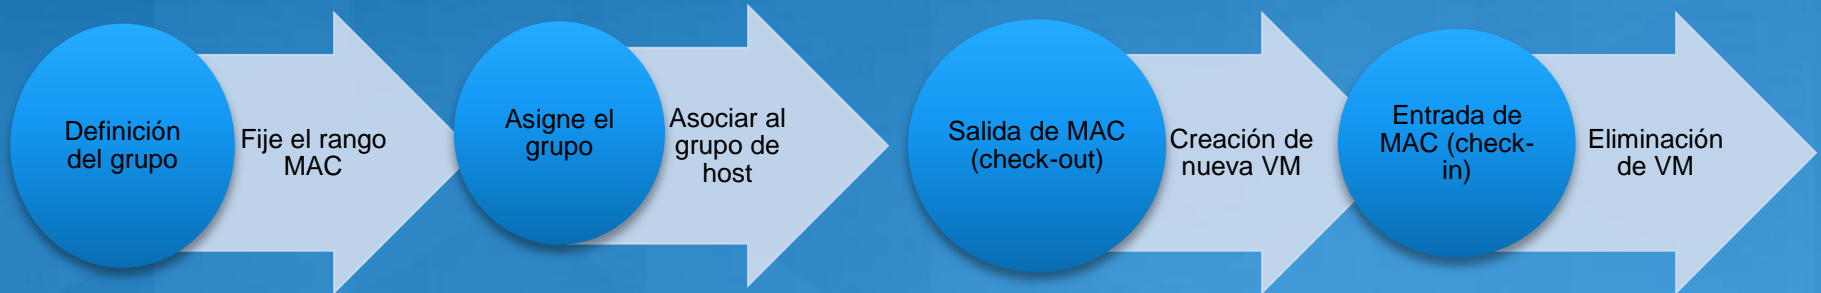 Definición
del grupo
Fije el rango
MAC
Asigne el
grupo
Asociar al
grupo de
host
Salida de MAC
(check-out)
Creación de
nueva VM
Entrada de
MAC (check-
in)
Eliminación
de VM